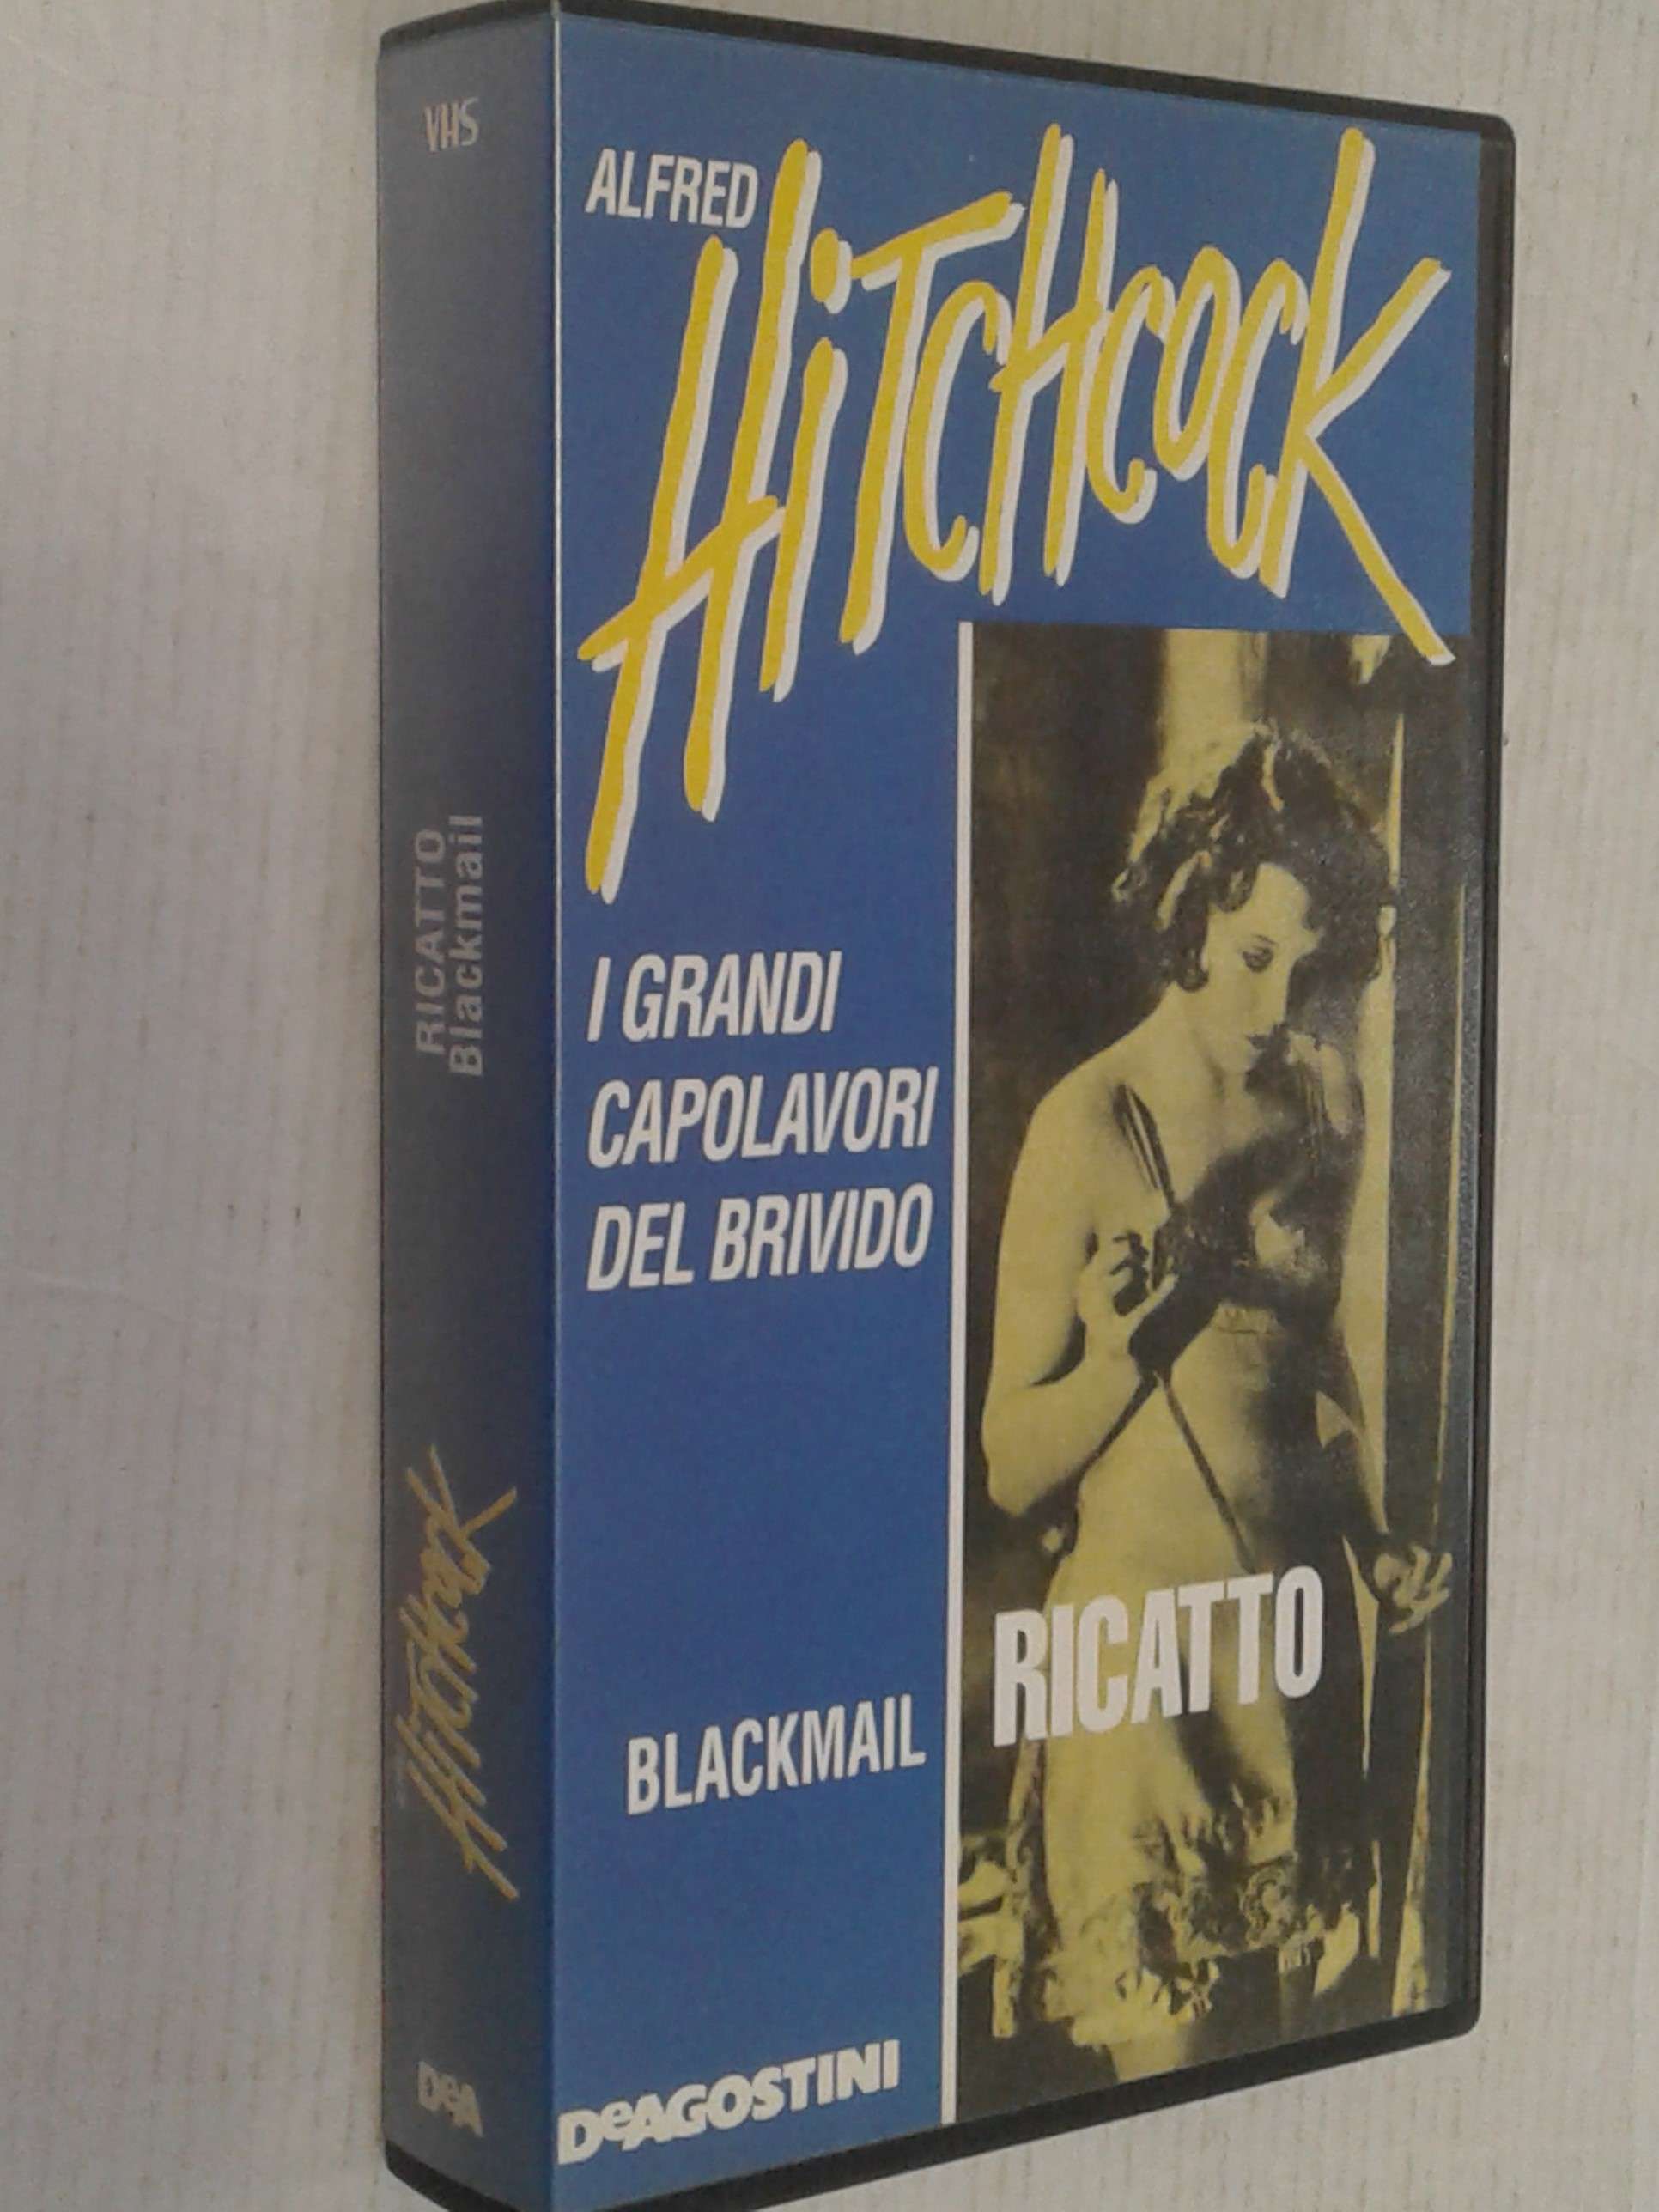 VHS
RICATTO
Blackmail
HiTCHCOCK
DeA
ALFRED
HiTCHCOCK
I GRANDI
CAPOLAVORI
DEL BRIVIDO
RICATTO
BLACKMAIL
DeAGOSTINI